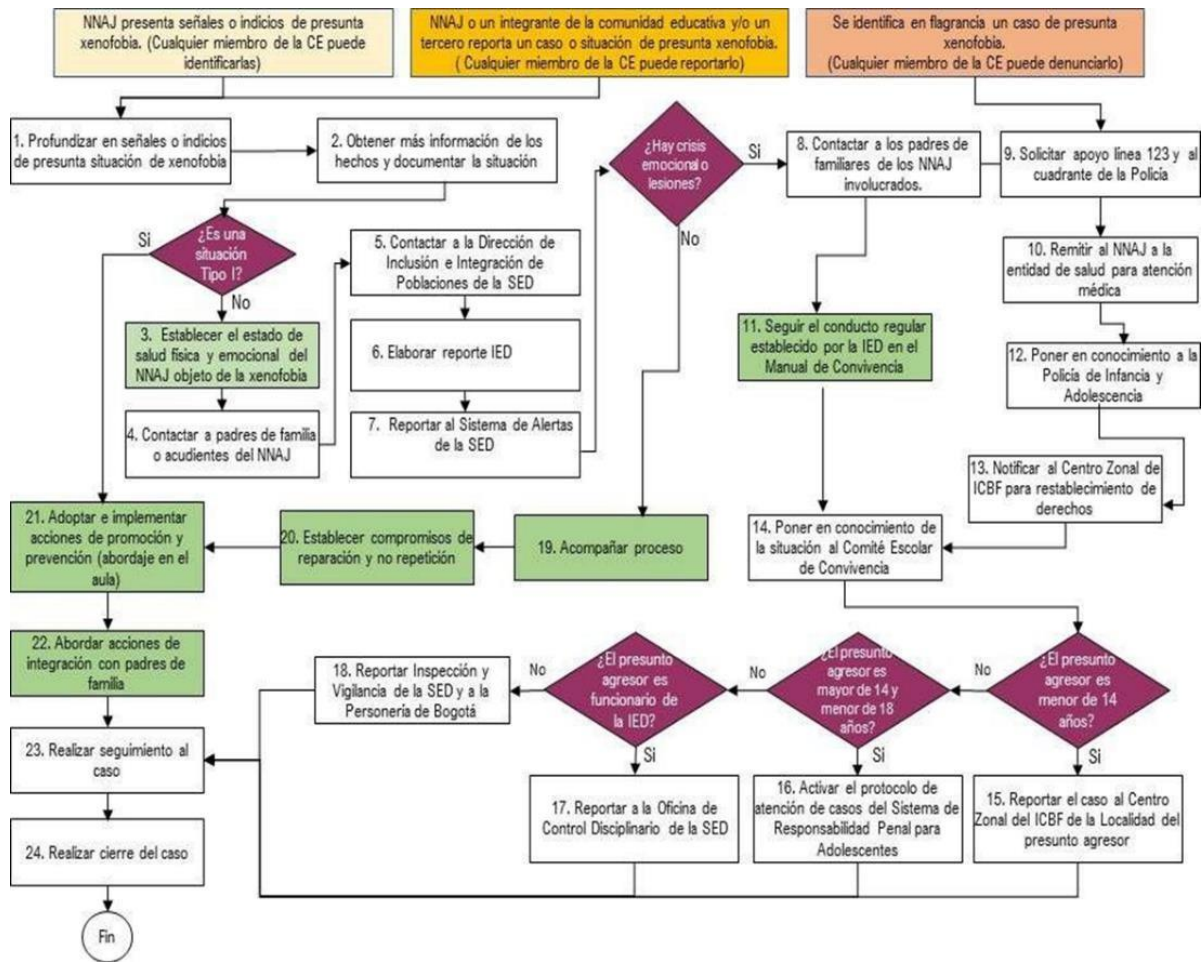 NNAJ presenta señales o indicios de presunta
xenofobia. (Cualquier miembro de la CE puede
identificarlas)
NNAJ o un integrante de la comunidad educativa y/o un
tercero reporta un caso o situación de presunta xenofobia.
( Cualquier miembro de la CE puede reportarlo)
Se identifica en flagrancia un caso de presunta
xenofobia.
(Cualquier miembro de la CE puede denunciarlo)
1. Profundizar en señales o indicios
de presunta situación de xenofobia
2. Obtener más información de los
hechos y documentar la situación
¿Hay crisis
emocional o
lesiones?
Si
No
8. Contactar a los padres de
familiares de los NNAJ
involucrados.
9. Solicitar apoyo línea 123 y al
cuadrante de la Policía
¿Es una
situación
Tipo I?
Si
No
5. Contactar a la Dirección de
Inclusión e Integración de
Poblaciones de la SED
10. Remitir al NNAJ a la
entidad de salud para atención
médica
3. Establecer el estado de
salud física y emocional del
NNAJ objeto de la xenofobia
6. Elaborar reporte IED
11. Seguir el conducto regular
establecido por la IED en el
Manual de Convivencia
12. Poner en conocimiento a la
Policía de Infancia y
Adolescencia
4. Contactar a padres de familia
o acudientes del NNAJ
7. Reportar al Sistema de Alertas
de la SED
13. Notificar al Centro Zonal de
ICBF para restablecimiento de
derechos
21. Adoptar e implementar
acciones de promoción y
prevención (abordaje en el
aula)
20. Establecer compromisos de
reparación y no repetición
19. Acompañar proceso
14. Poner en conocimiento de
la situación al Comité Escolar
de Convivencia
22. Abordar acciones de
integración con padres de
familia
18. Reportar Inspección y
Vigilancia de la SED y a la
Personería de Bogotá
No
¿El presunto
agresor es
funcionario de
la IED?
Si
No
¿El presunto
agresor es
mayor de 14 y
menor de 18
años?
Si
No
¿El presunto
agresor es
menor de 14
años?
Si
23. Realizar seguimiento al
caso
17. Reportar a la Oficina de
Control Disciplinario de la SED
16. Activar el protocolo de
atención de casos del Sistema de
Responsabilidad Penal para
Adolescentes
15. Reportar el caso al Centro
Zonal del ICBF de la Localidad del
presunto agresor
24. Realizar cierre del caso
Fin